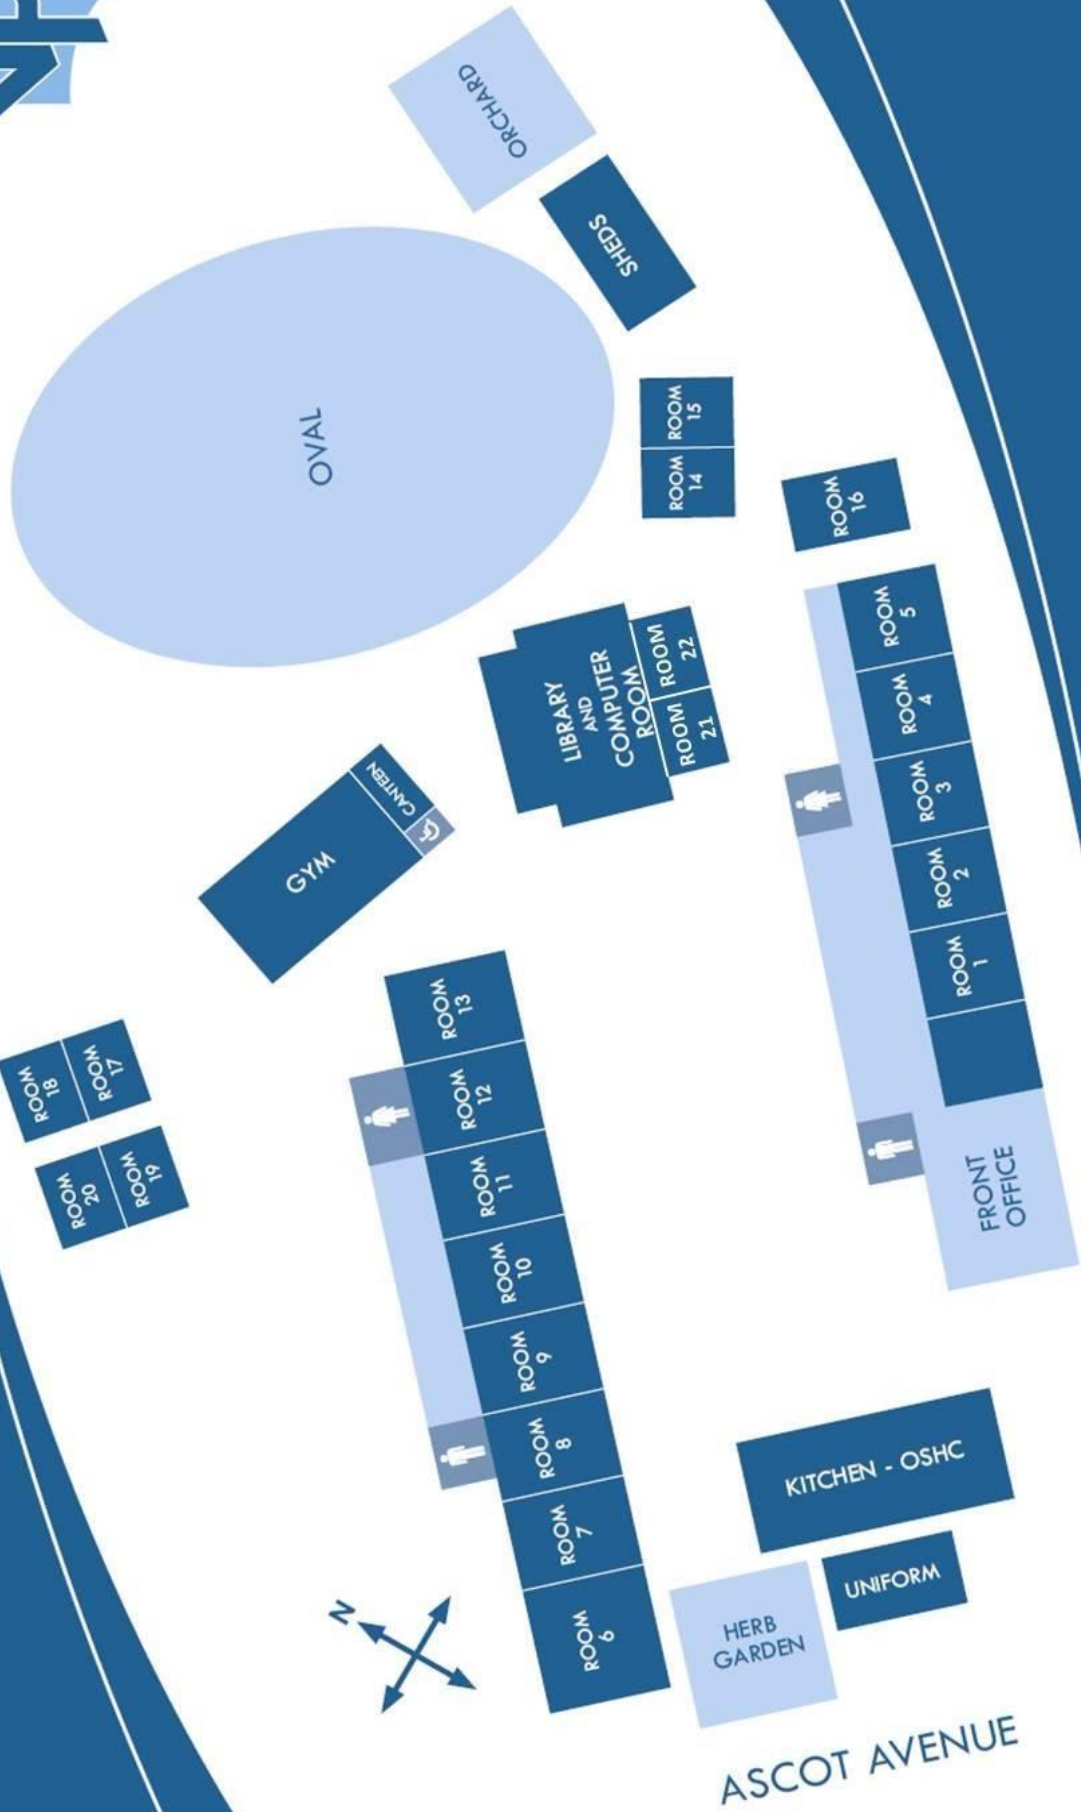 ORCHARD
SHEDS
OVAL
ROOM
15
ROOM
14
ROOM
16
ROOM
5
ROOM
4
ROOM
3
ROOM
2
ROOM
1
FRONT
OFFICE
LIBRARY
AND
COMPUTER
ROOM
ROOM
22
ROOM
21
CANTEEN
GYM
ROOM
13
ROOM
12
ROOM
11
ROOM
10
ROOM
9
ROOM
8
ROOM
7
ROOM
6
ROOM
18
ROOM
17
ROOM
20
ROOM
19
KITCHEN - OSHC
UNIFORM
HERB
GARDEN
N
ASCOT AVENUE